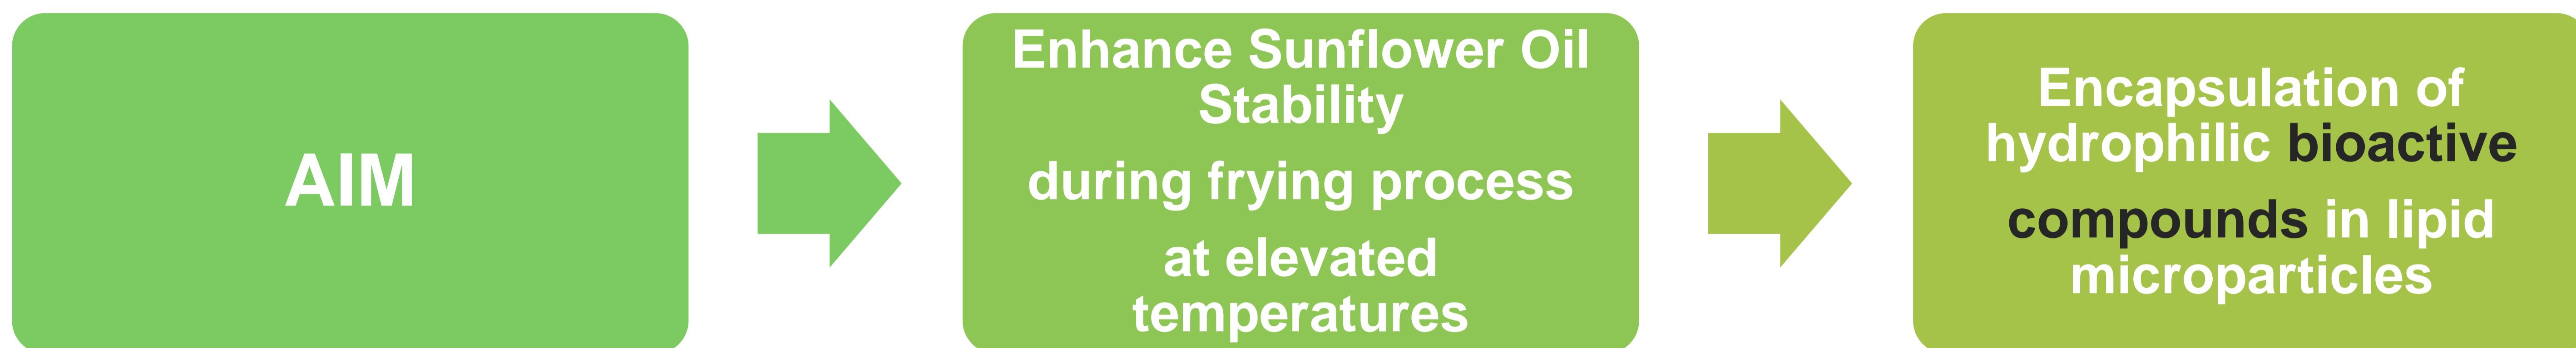 AIM
Enhance Sunflower Oil
Stability
during frying process
at elevated
temperatures
Encapsulation of
hydrophilic bioactive
compounds in lipid
microparticles